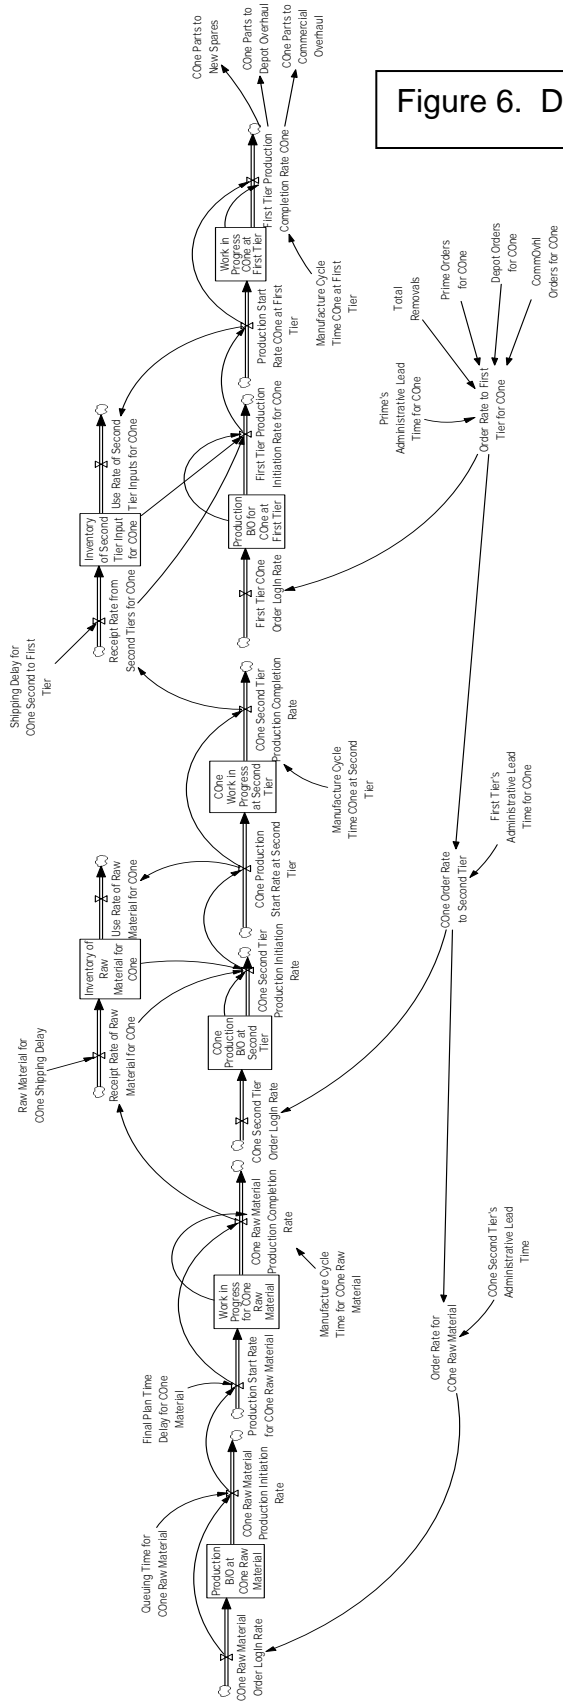 Figure 6. D
COne Parts to
New Spares
COne Parts to
Depot Overhaul
COne Parts to
Commercial
Overhaul
First Tier Production
Completion Rate COne
Work in
Progress
COne at
First Tier
Manufacture Cycle
Time COne at First
Tier
Production Start
Rate COne at First
Tier
Use Rate of Second
Tier Inputs for COne
Inventory
of Second
Tier Input
for COne
Receipt Rate from
Second Tiers for COne
Shipping Delay for
COne Second to First
Tier
First Tier Production
Initiation Rate for COne
Production
B/O for
COne at
First Tier
First Tier COne
Order LogIn Rate
Total
Removals
Prime Orders
for COne
Depot Orders
for COne
CommOvhl
Orders for COne
Prime's
Administrative Lead
Time for COne
Order Rate to First
Tier for COne
COne Second Tier
Production Completion
Rate
COne
Work in
Progress
at Second
Tier
Manufacture Cycle
Time COne at Second
Tier
COne Production
Start Rate at Second
Tier
Use Rate of Raw
Material for COne
Inventory of
Raw
Material for
COne
Receipt Rate of Raw
Material for COne
Raw Material for
COne Shipping Delay
COne Second Tier
Production Initiation
Rate
COne
Production
B/O at
Second
Tier
COne Second Tier
Order LogIn Rate
First Tier's
Administrative Lead
Time for COne
COne Order Rate
to Second Tier
COne Raw Material
Production Completion
Rate
Work in
Progress
for COne
Raw
Material
Manufacture Cycle
Time for COne Raw
Material
Production Start Rate
for COne Raw Material
Final Plan Time
Delay for COne
Material
COne Raw Material
Production Initiation
Rate
Queuing Time for
COne Raw Material
Production
B/O at
COne Raw
Material
COne Raw Material
Order LogIn Rate
COne Second Tier's
Administrative Lead
Time
Order Rate for
COne Raw Material